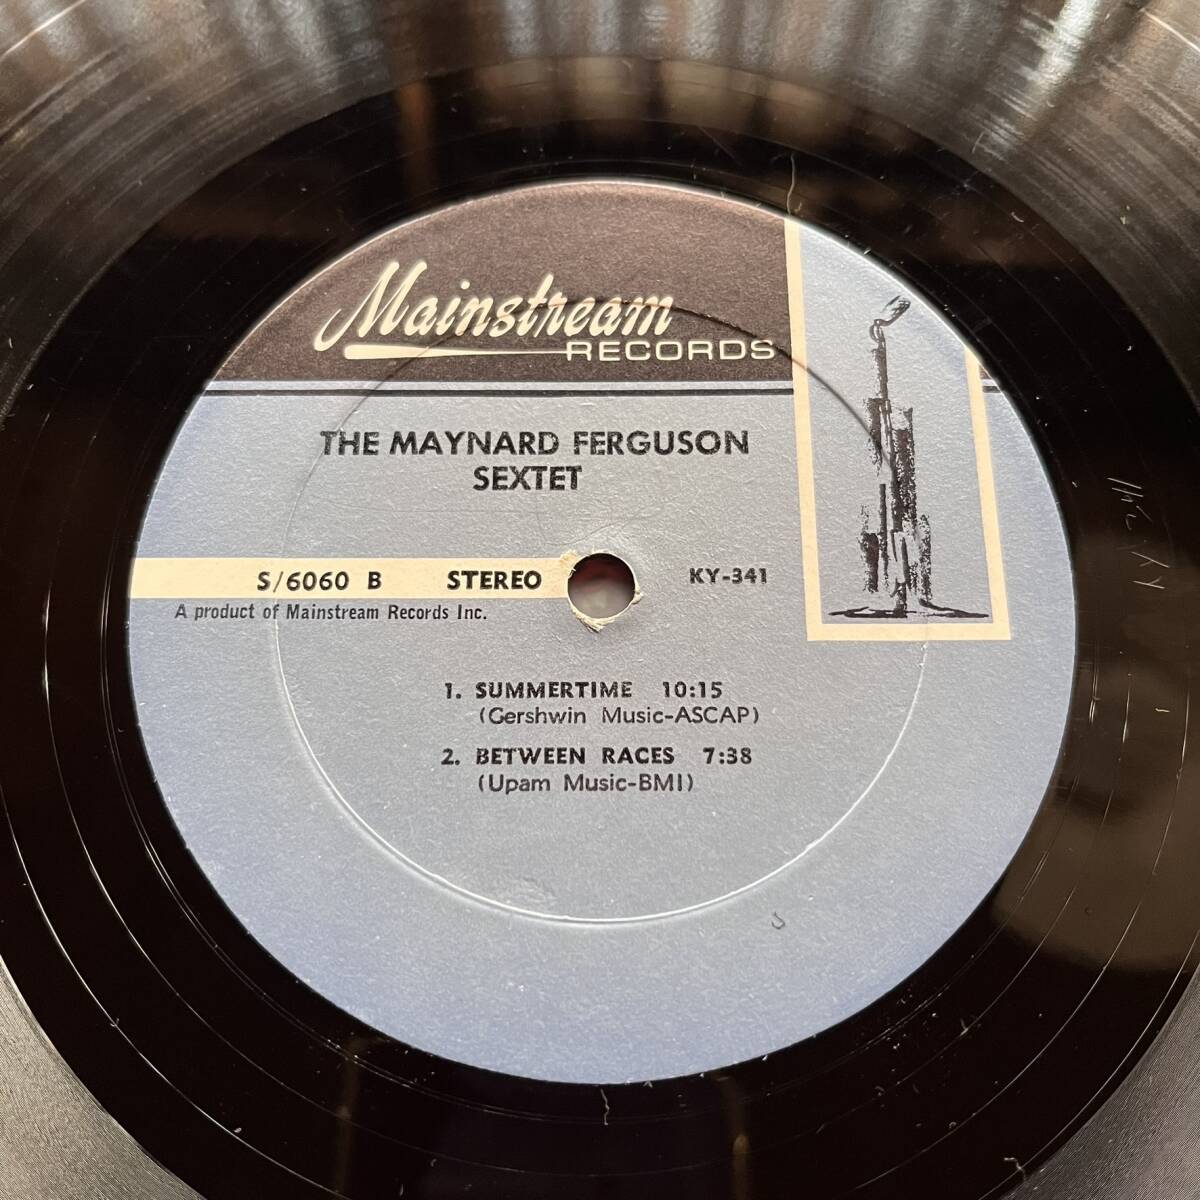 Mainstream
RECORDS
THE MAYNARD FERGUSON
SEXTET
S/6060 B STEREO KY-341
A product of Mainstream Records Inc.
1. SUMMERTIME 10:15
(Gershwin Music-ASCAP)
2. BETWEEN RACES 7:38
(Upam Music-BMI)